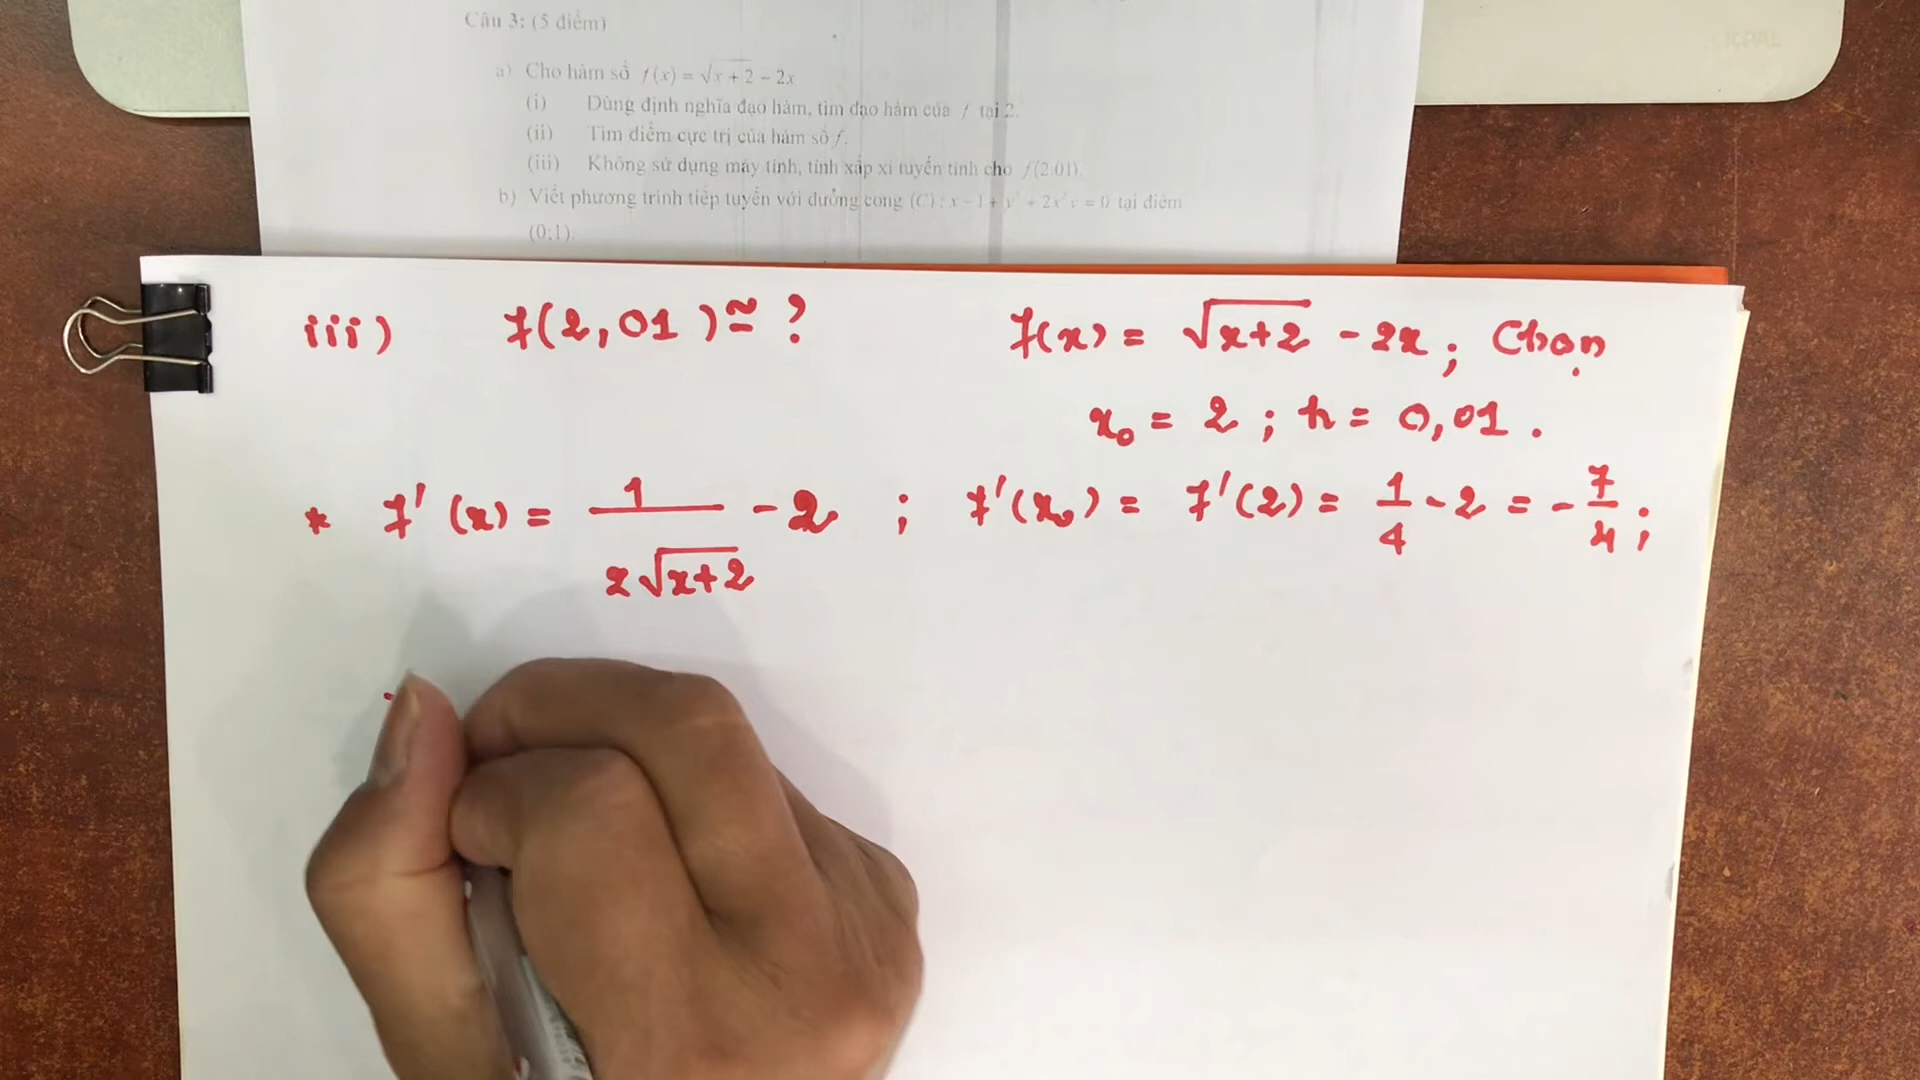 Câu 3: (5 điểm)
a) Cho hàm số f(x) = √(x + 2) − 2x
(i) Dùng định nghĩa đạo hàm, tìm đạo hàm của f tại 2.
(ii) Tìm điểm cực trị của hàm số f.
(iii) Không sử dụng máy tính, tính xấp xỉ tuyến tính cho f(2.01).
b) Viết phương trình tiếp tuyến với đường cong (C): x − 1 + y + 2x²y = 0 tại điểm
(0;1).
iii) f(2,01) ≃ ? f(x) = √(x+2) - 2x ; Chọn
x₀ = 2 ; h = 0,01 .
* f'(x) = 1/(2√(x+2)) - 2 ; f'(x₀) = f'(2) = 1/4 - 2 = - 7/4 ;